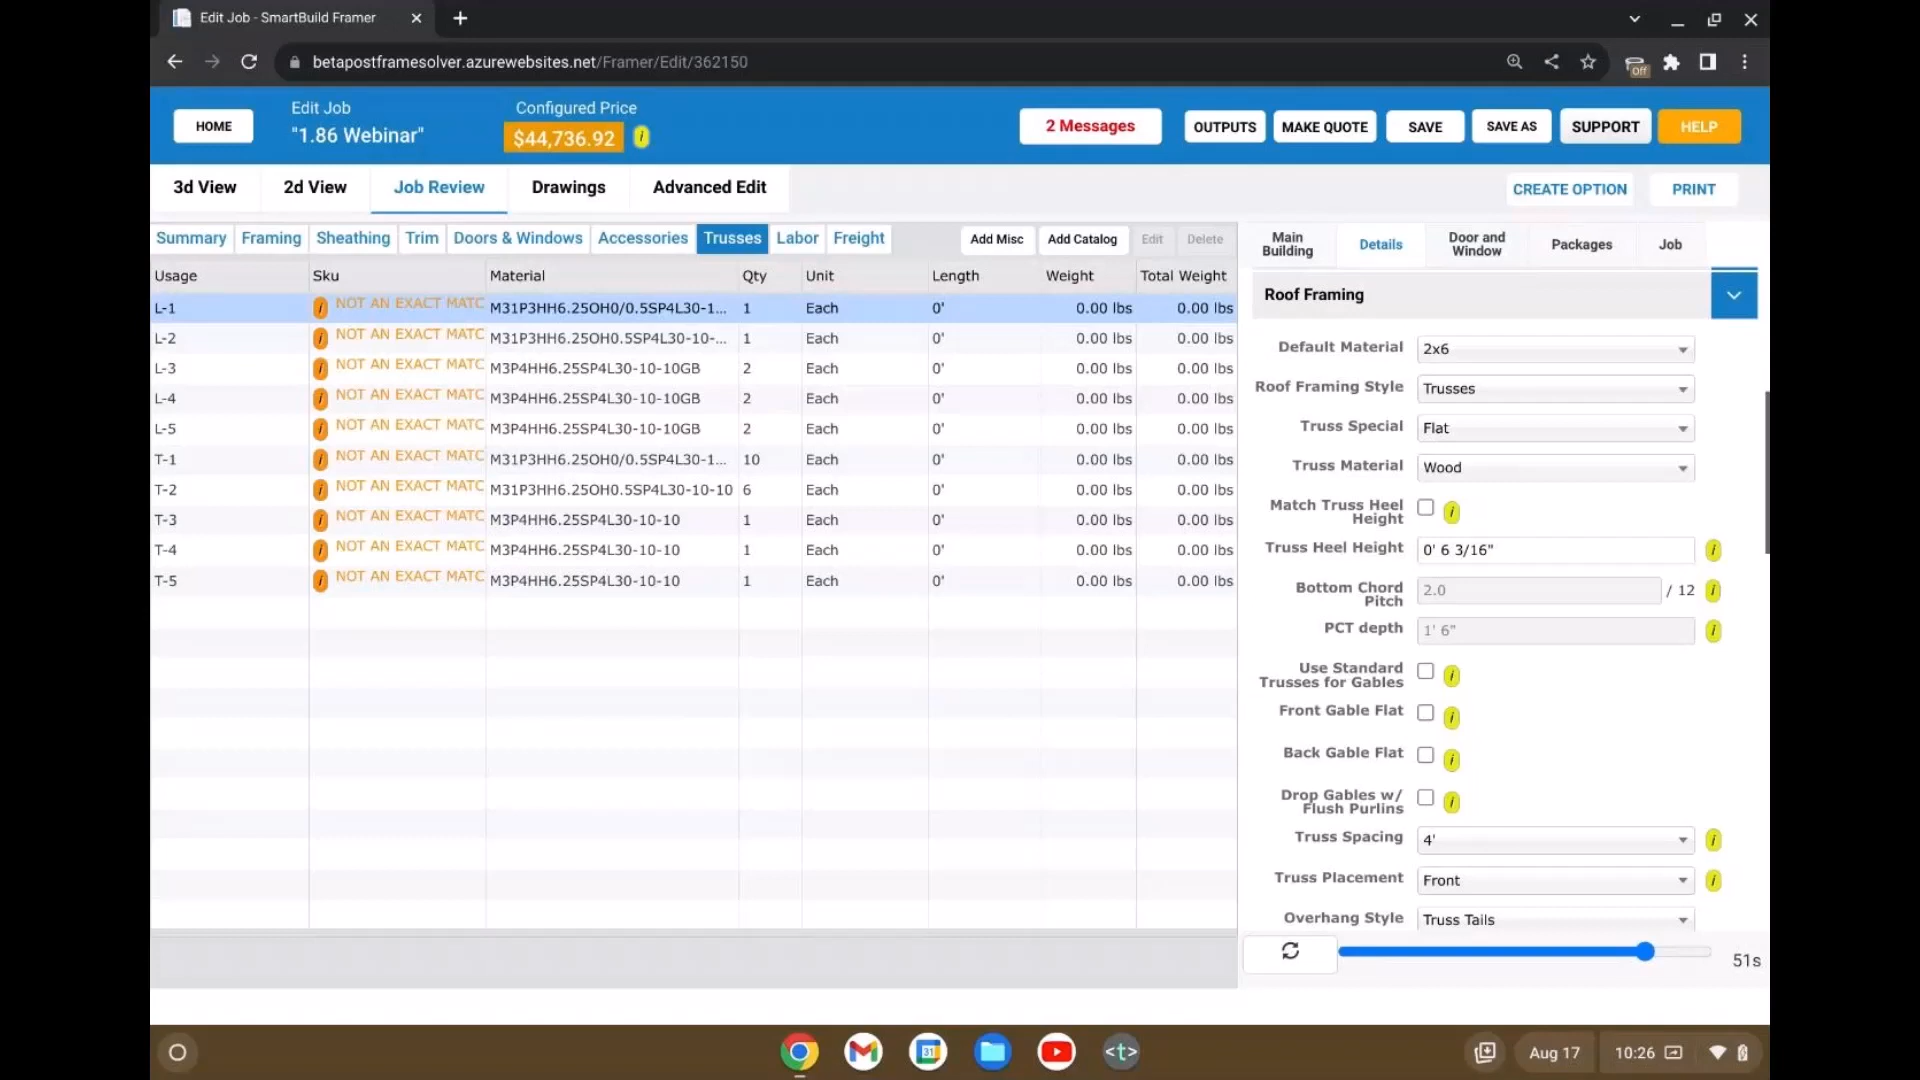 Edit Job - SmartBuild Framer
betapostframesolver.azurewebsites.net/Framer/Edit/362150
Off
HOME
Edit Job
"1.86 Webinar"
Configured Price
$44,736.92
i
2 Messages
OUTPUTS
MAKE QUOTE
SAVE
SAVE AS
SUPPORT
HELP
3d View
2d View
Job Review
Drawings
Advanced Edit
CREATE OPTION
PRINT
Summary
Framing
Sheathing
Trim
Doors & Windows
Accessories
Trusses
Labor
Freight
Add Misc
Add Catalog
Edit
Delete
Usage Sku Material Qty Unit Length Weight Total Weight
L-1 i NOT AN EXACT MATC M31P3HH6.25OH0/0.5SP4L30-1... 1 Each 0' 0.00 lbs 0.00 lbs
L-2 i NOT AN EXACT MATC M31P3HH6.25OH0.5SP4L30-10-... 1 Each 0' 0.00 lbs 0.00 lbs
L-3 i NOT AN EXACT MATC M3P4HH6.25SP4L30-10-10GB 2 Each 0' 0.00 lbs 0.00 lbs
L-4 i NOT AN EXACT MATC M3P4HH6.25SP4L30-10-10GB 2 Each 0' 0.00 lbs 0.00 lbs
L-5 i NOT AN EXACT MATC M3P4HH6.25SP4L30-10-10GB 2 Each 0' 0.00 lbs 0.00 lbs
T-1 i NOT AN EXACT MATC M31P3HH6.25OH0/0.5SP4L30-1... 10 Each 0' 0.00 lbs 0.00 lbs
T-2 i NOT AN EXACT MATC M31P3HH6.25OH0.5SP4L30-10-10 6 Each 0' 0.00 lbs 0.00 lbs
T-3 i NOT AN EXACT MATC M3P4HH6.25SP4L30-10-10 1 Each 0' 0.00 lbs 0.00 lbs
T-4 i NOT AN EXACT MATC M3P4HH6.25SP4L30-10-10 1 Each 0' 0.00 lbs 0.00 lbs
T-5 i NOT AN EXACT MATC M3P4HH6.25SP4L30-10-10 1 Each 0' 0.00 lbs 0.00 lbs
Main
Building
Details
Door and
Window
Packages
Job
Roof Framing
Default Material 2x6
Roof Framing Style Trusses
Truss Special Flat
Truss Material Wood
Match Truss Heel
Height i
Truss Heel Height 0' 6 3/16" i
Bottom Chord
Pitch 2.0 / 12 i
PCT depth 1' 6" i
Use Standard
Trusses for Gables i
Front Gable Flat i
Back Gable Flat i
Drop Gables w/
Flush Purlins i
Truss Spacing 4' i
Truss Placement Front i
Overhang Style Truss Tails
51s
31
<t>
Aug 17
10:26